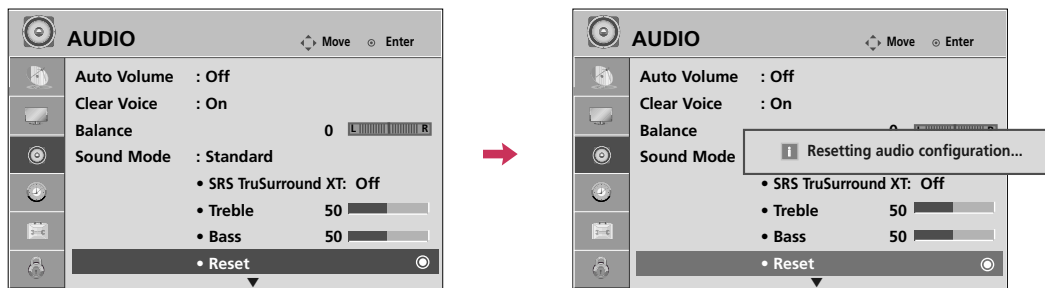 AUDIO
Move
Enter
Auto Volume : Off
Clear Voice : On
Balance 0 L R
Sound Mode : Standard
• SRS TruSurround XT: Off
• Treble 50
• Bass 50
• Reset
AUDIO
Move
Enter
Auto Volume : Off
Clear Voice : On
Balance
Sound Mode
Resetting audio configuration...
• SRS TruSurround XT: Off
• Treble 50
• Bass 50
• Reset